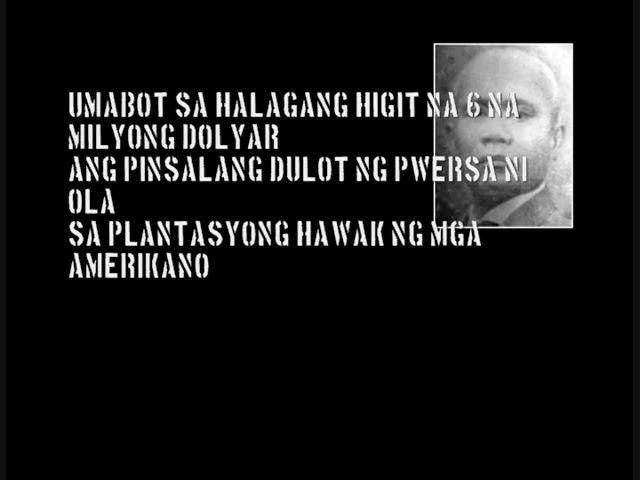 UMABOT SA HALAGANG HIGIT NA 6 NA
MILYONG DOLYAR
ANG PINSALANG DULOT NG PWERSA NI
OLA
SA PLANTASYONG HAWAK NG MGA
AMERIKANO